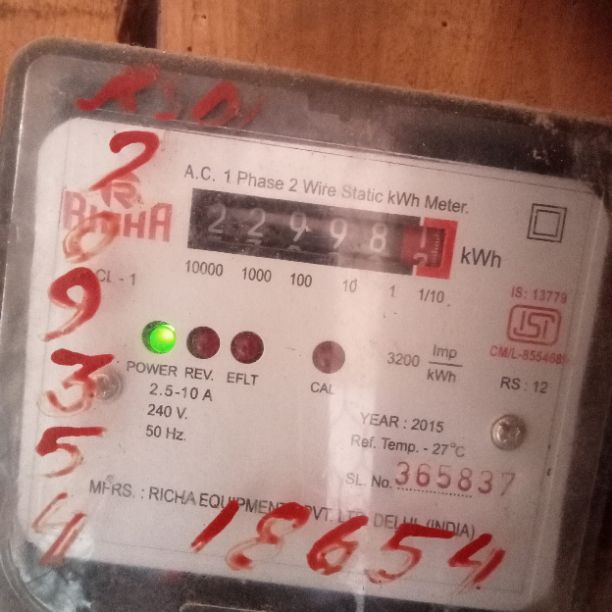 A.C. 1 Phase 2 Wire Static kWh Meter.
RICHA
22998 1 kWh
10000 1000 100 10 1 1/10
CL - 1
IS : 13779
ISI
POWER REV. EFLT CAL
3200 Imp/kWh
2.5-10 A
240 V.
50 Hz.
RS : 12
YEAR : 2015
Ref. Temp. - 27°C
SL. No. 365837
MFRS. : RICHA EQUIPMENT PVT. LTD. DELHI (INDIA)
2
0
9
3
5
4
18654